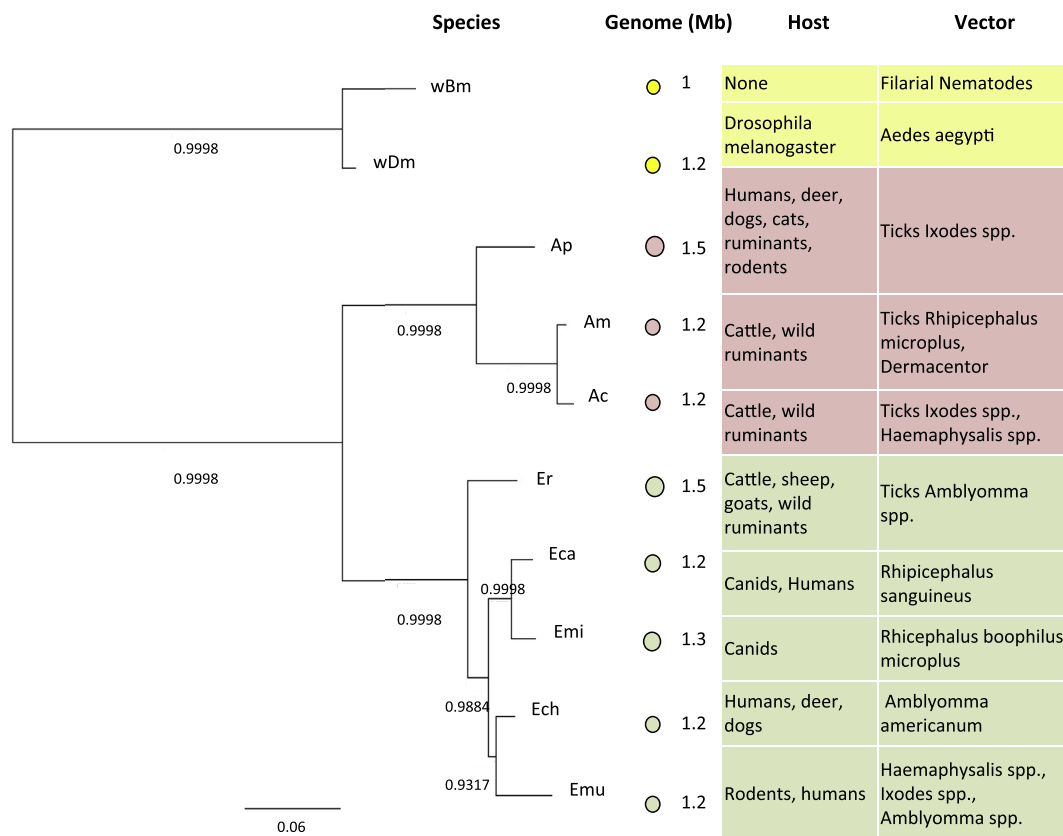 Species Genome (Mb) Host Vector
wBm 1 None Filarial Nematodes
0.9998
wDm 1.2 Drosophila
melanogaster Aedes aegypti
Ap 1.5 Humans, deer,
dogs, cats,
ruminants,
rodents Ticks Ixodes spp.
0.9998
Am 1.2 Cattle, wild
ruminants Ticks Rhipicephalus
microplus,
Dermacentor
0.9998
Ac 1.2 Cattle, wild
ruminants Ticks Ixodes spp.,
Haemaphysalis spp.
0.9998
Er 1.5 Cattle, sheep,
goats, wild
ruminants Ticks Amblyomma
spp.
Eca 1.2 Canids, Humans Rhipicephalus
sanguineus
0.9998
0.9998
Emi 1.3 Canids Rhicephalus boophilus
microplus
0.9884
Ech 1.2 Humans, deer,
dogs Amblyomma
americanum
0.9317
Emu 1.2 Rodents, humans Haemaphysalis spp.,
Ixodes spp.,
Amblyomma spp.
0.06